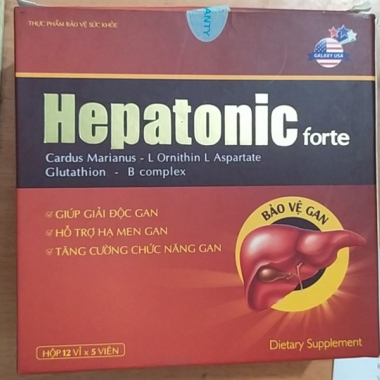 THỰC PHẨM BẢO VỆ SỨC KHỎE
ANTY
GALEXY USA
Hepatonic forte
Cardus Marianus - L Ornithin L Aspartate
Glutathion - B complex
GIÚP GIẢI ĐỘC GAN
HỖ TRỢ HẠ MEN GAN
TĂNG CƯỜNG CHỨC NĂNG GAN
BẢO VỆ GAN
HỘP 12 VỈ x 5 VIÊN
Dietary Supplement